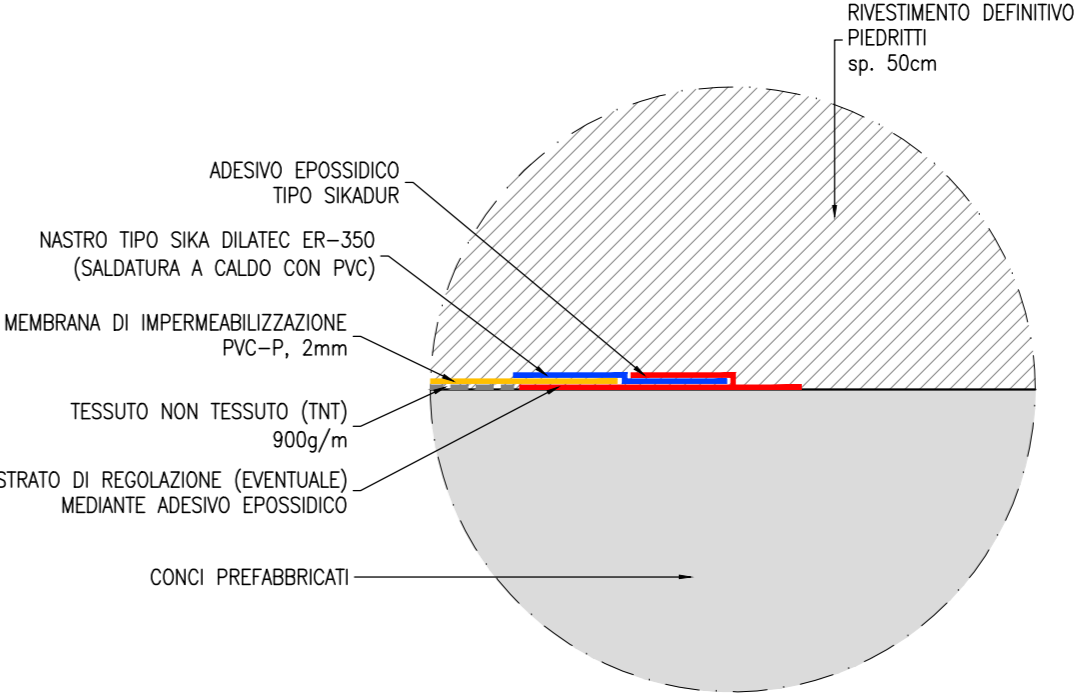 RIVESTIMENTO DEFINITIVO
PIEDRITTI
sp. 50cm
ADESIVO EPOSSIDICO
TIPO SIKADUR
NASTRO TIPO SIKA DILATEC ER-350
(SALDATURA A CALDO CON PVC)
MEMBRANA DI IMPERMEABILIZZAZIONE
PVC-P, 2mm
TESSUTO NON TESSUTO (TNT)
900g/m
STRATO DI REGOLAZIONE (EVENTUALE)
MEDIANTE ADESIVO EPOSSIDICO
CONCI PREFABBRICATI